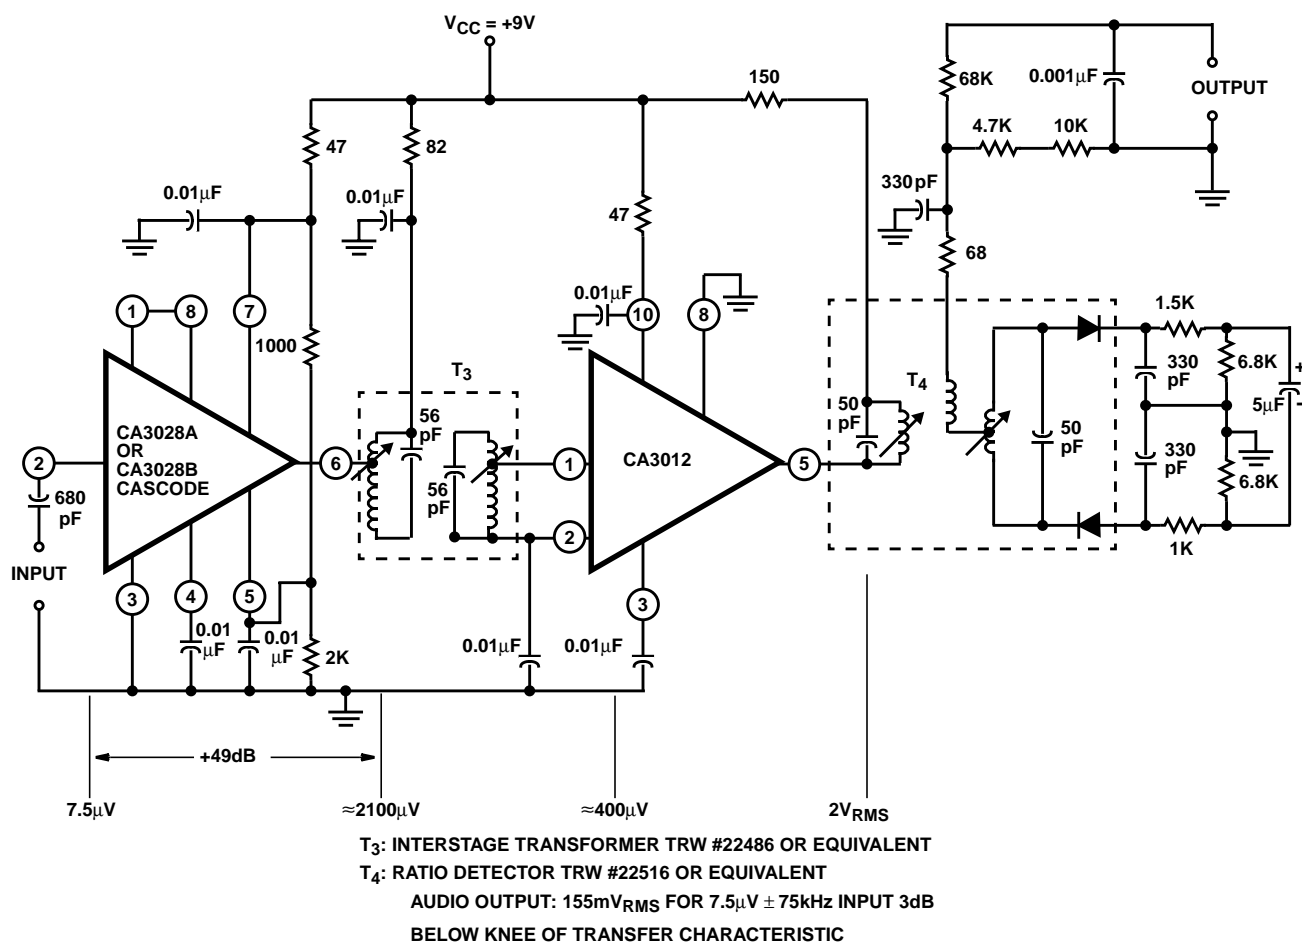 V_CC = +9V
150
68K
0.001µF
OUTPUT
4.7K
10K
47
82
0.01µF
0.01µF
330pF
47
68
0.01µF
1
8
7
10
8
1000
T3
1.5K
6.8K
330
pF
+
5µF
-
T4
50
pF
56
pF
50
pF
56
pF
330
pF
6.8K
1K
CA3028A
OR
CA3028B
CASCODE
2
680
pF
6
1
CA3012
5
2
INPUT
3
4
5
3
0.01
µF
0.01
µF
2K
0.01µF
0.01µF
+49dB
7.5µV
≈2100µV
≈400µV
2VRMS
T3: INTERSTAGE TRANSFORMER TRW #22486 OR EQUIVALENT
T4: RATIO DETECTOR TRW #22516 OR EQUIVALENT
AUDIO OUTPUT: 155mVRMS FOR 7.5µV ± 75kHz INPUT 3dB
BELOW KNEE OF TRANSFER CHARACTERISTIC